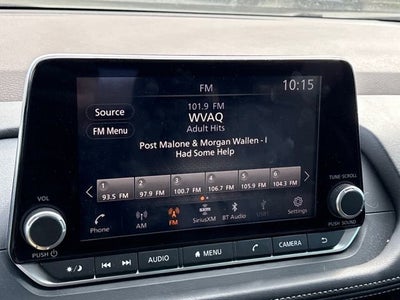 FM
10:15
Source
101.9 FM
WVAQ
FM Menu
Adult Hits
Post Malone & Morgan Wallen - I
Had Some Help
1 2 3 4 5 6
93.5 FM 97.9 FM 100.7 FM 106.7 FM 105.9 FM 104.3 FM
Phone AM FM SiriusXM BT Audio USB Settings
VOL
PUSH
TUNE·SCROLL
PUSH SOUND
AUDIO MENU CAMERA